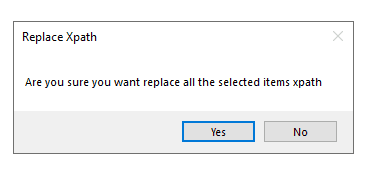 Replace Xpath
Are you sure you want replace all the selected items xpath
Yes
No